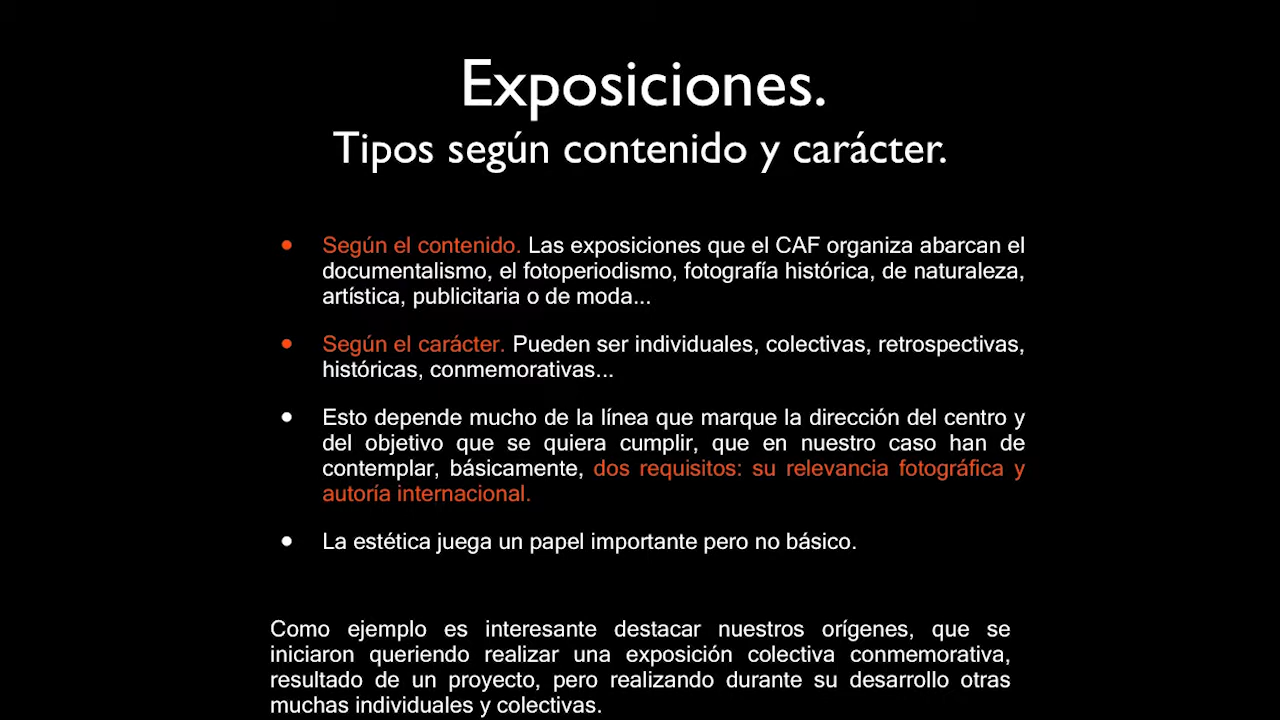 Exposiciones.
Tipos según contenido y carácter.
• Según el contenido. Las exposiciones que el CAF organiza abarcan el
documentalismo, el fotoperiodismo, fotografía histórica, de naturaleza,
artística, publicitaria o de moda...
• Según el carácter. Pueden ser individuales, colectivas, retrospectivas,
históricas, conmemorativas...
• Esto depende mucho de la línea que marque la dirección del centro y
del objetivo que se quiera cumplir, que en nuestro caso han de
contemplar, básicamente, dos requisitos: su relevancia fotográfica y
autoría internacional.
• La estética juega un papel importante pero no básico.
Como ejemplo es interesante destacar nuestros orígenes, que se
iniciaron queriendo realizar una exposición colectiva conmemorativa,
resultado de un proyecto, pero realizando durante su desarrollo otras
muchas individuales y colectivas.